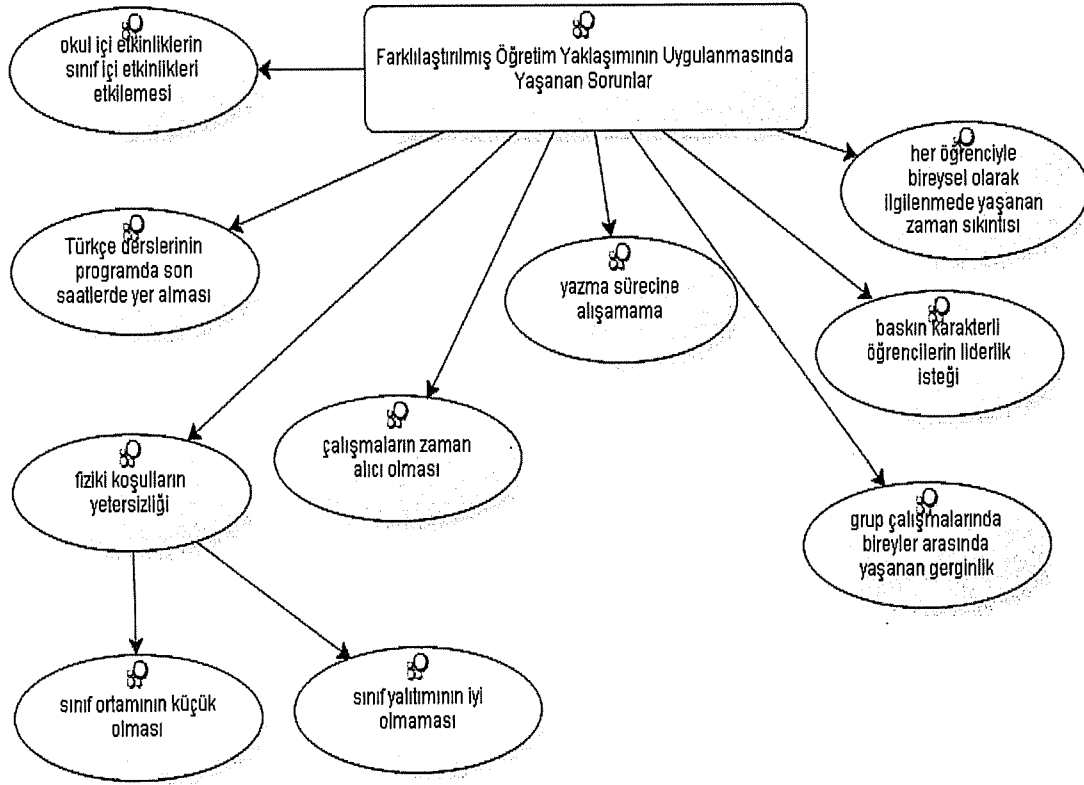 okul içi etkinliklerin
sınıf içi etkinlikleri
etkilemesi
Farklılaştırılmış Öğretim Yaklaşımının Uygulanmasında
Yaşanan Sorunlar
her öğrenciyle
bireysel olarak
ilgilenmede yaşanan
zaman sıkıntısı
Türkçe derslerinin
programda son
saatlerde yer alması
yazma sürecine
alışamama
baskın karakterli
öğrencilerin liderlik
isteği
çalışmaların zaman
alıcı olması
fiziki koşulların
yetersizliği
grup çalışmalarında
bireyler arasında
yaşanan gerginlik
sınıf ortamının küçük
olması
sınıf yalıtımının iyi
olmaması